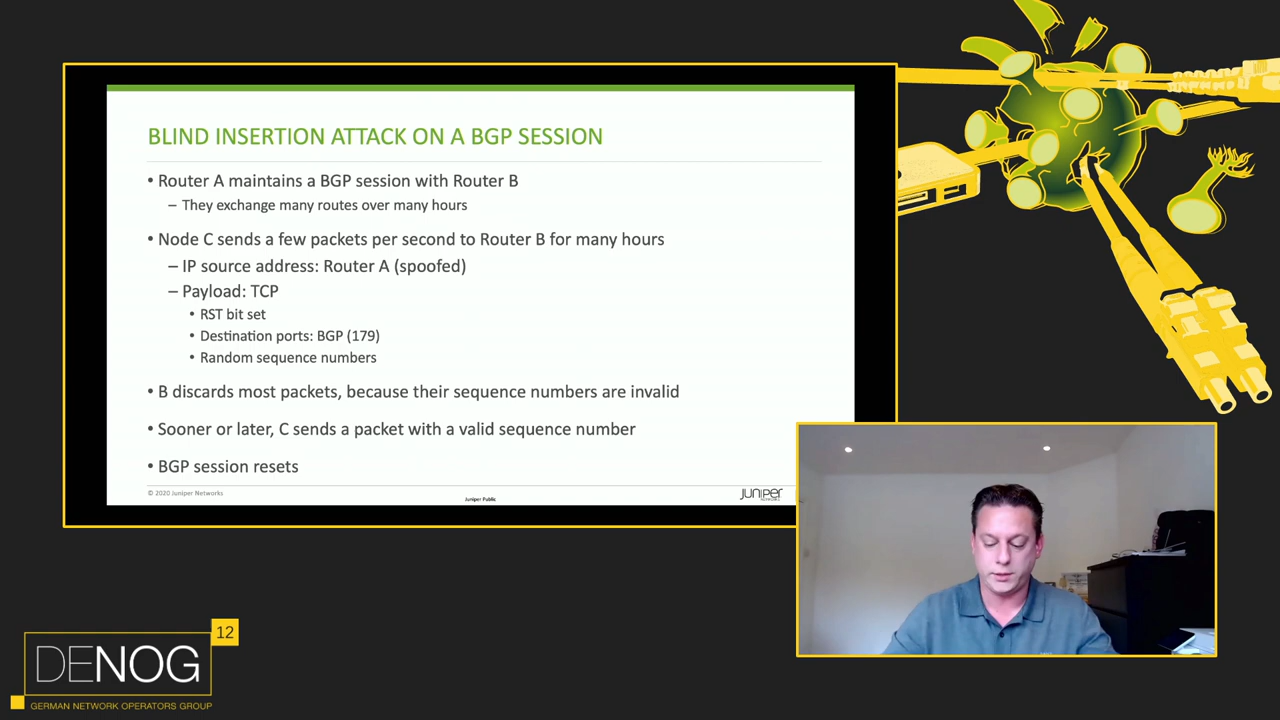 BLIND INSERTION ATTACK ON A BGP SESSION
• Router A maintains a BGP session with Router B
– They exchange many routes over many hours
• Node C sends a few packets per second to Router B for many hours
– IP source address: Router A (spoofed)
– Payload: TCP
• RST bit set
• Destination ports: BGP (179)
• Random sequence numbers
• B discards most packets, because their sequence numbers are invalid
• Sooner or later, C sends a packet with a valid sequence number
• BGP session resets
© 2020 Juniper Networks
Juniper Public
JUNIPER
NETWORKS
12
DENOG
GERMAN NETWORK OPERATORS GROUP